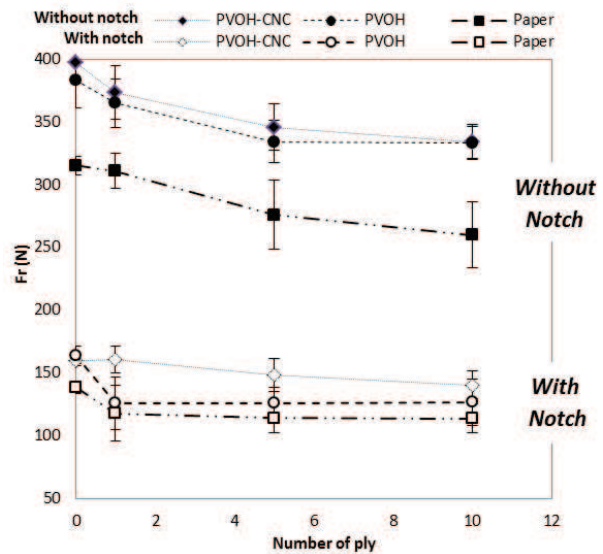 Without notch PVOH-CNC PVOH Paper
With notch PVOH-CNC PVOH Paper
400
350
300
250
200
150
100
50
Fr (N)
Without
Notch
With
Notch
0 2 4 6 8 10 12
Number of ply